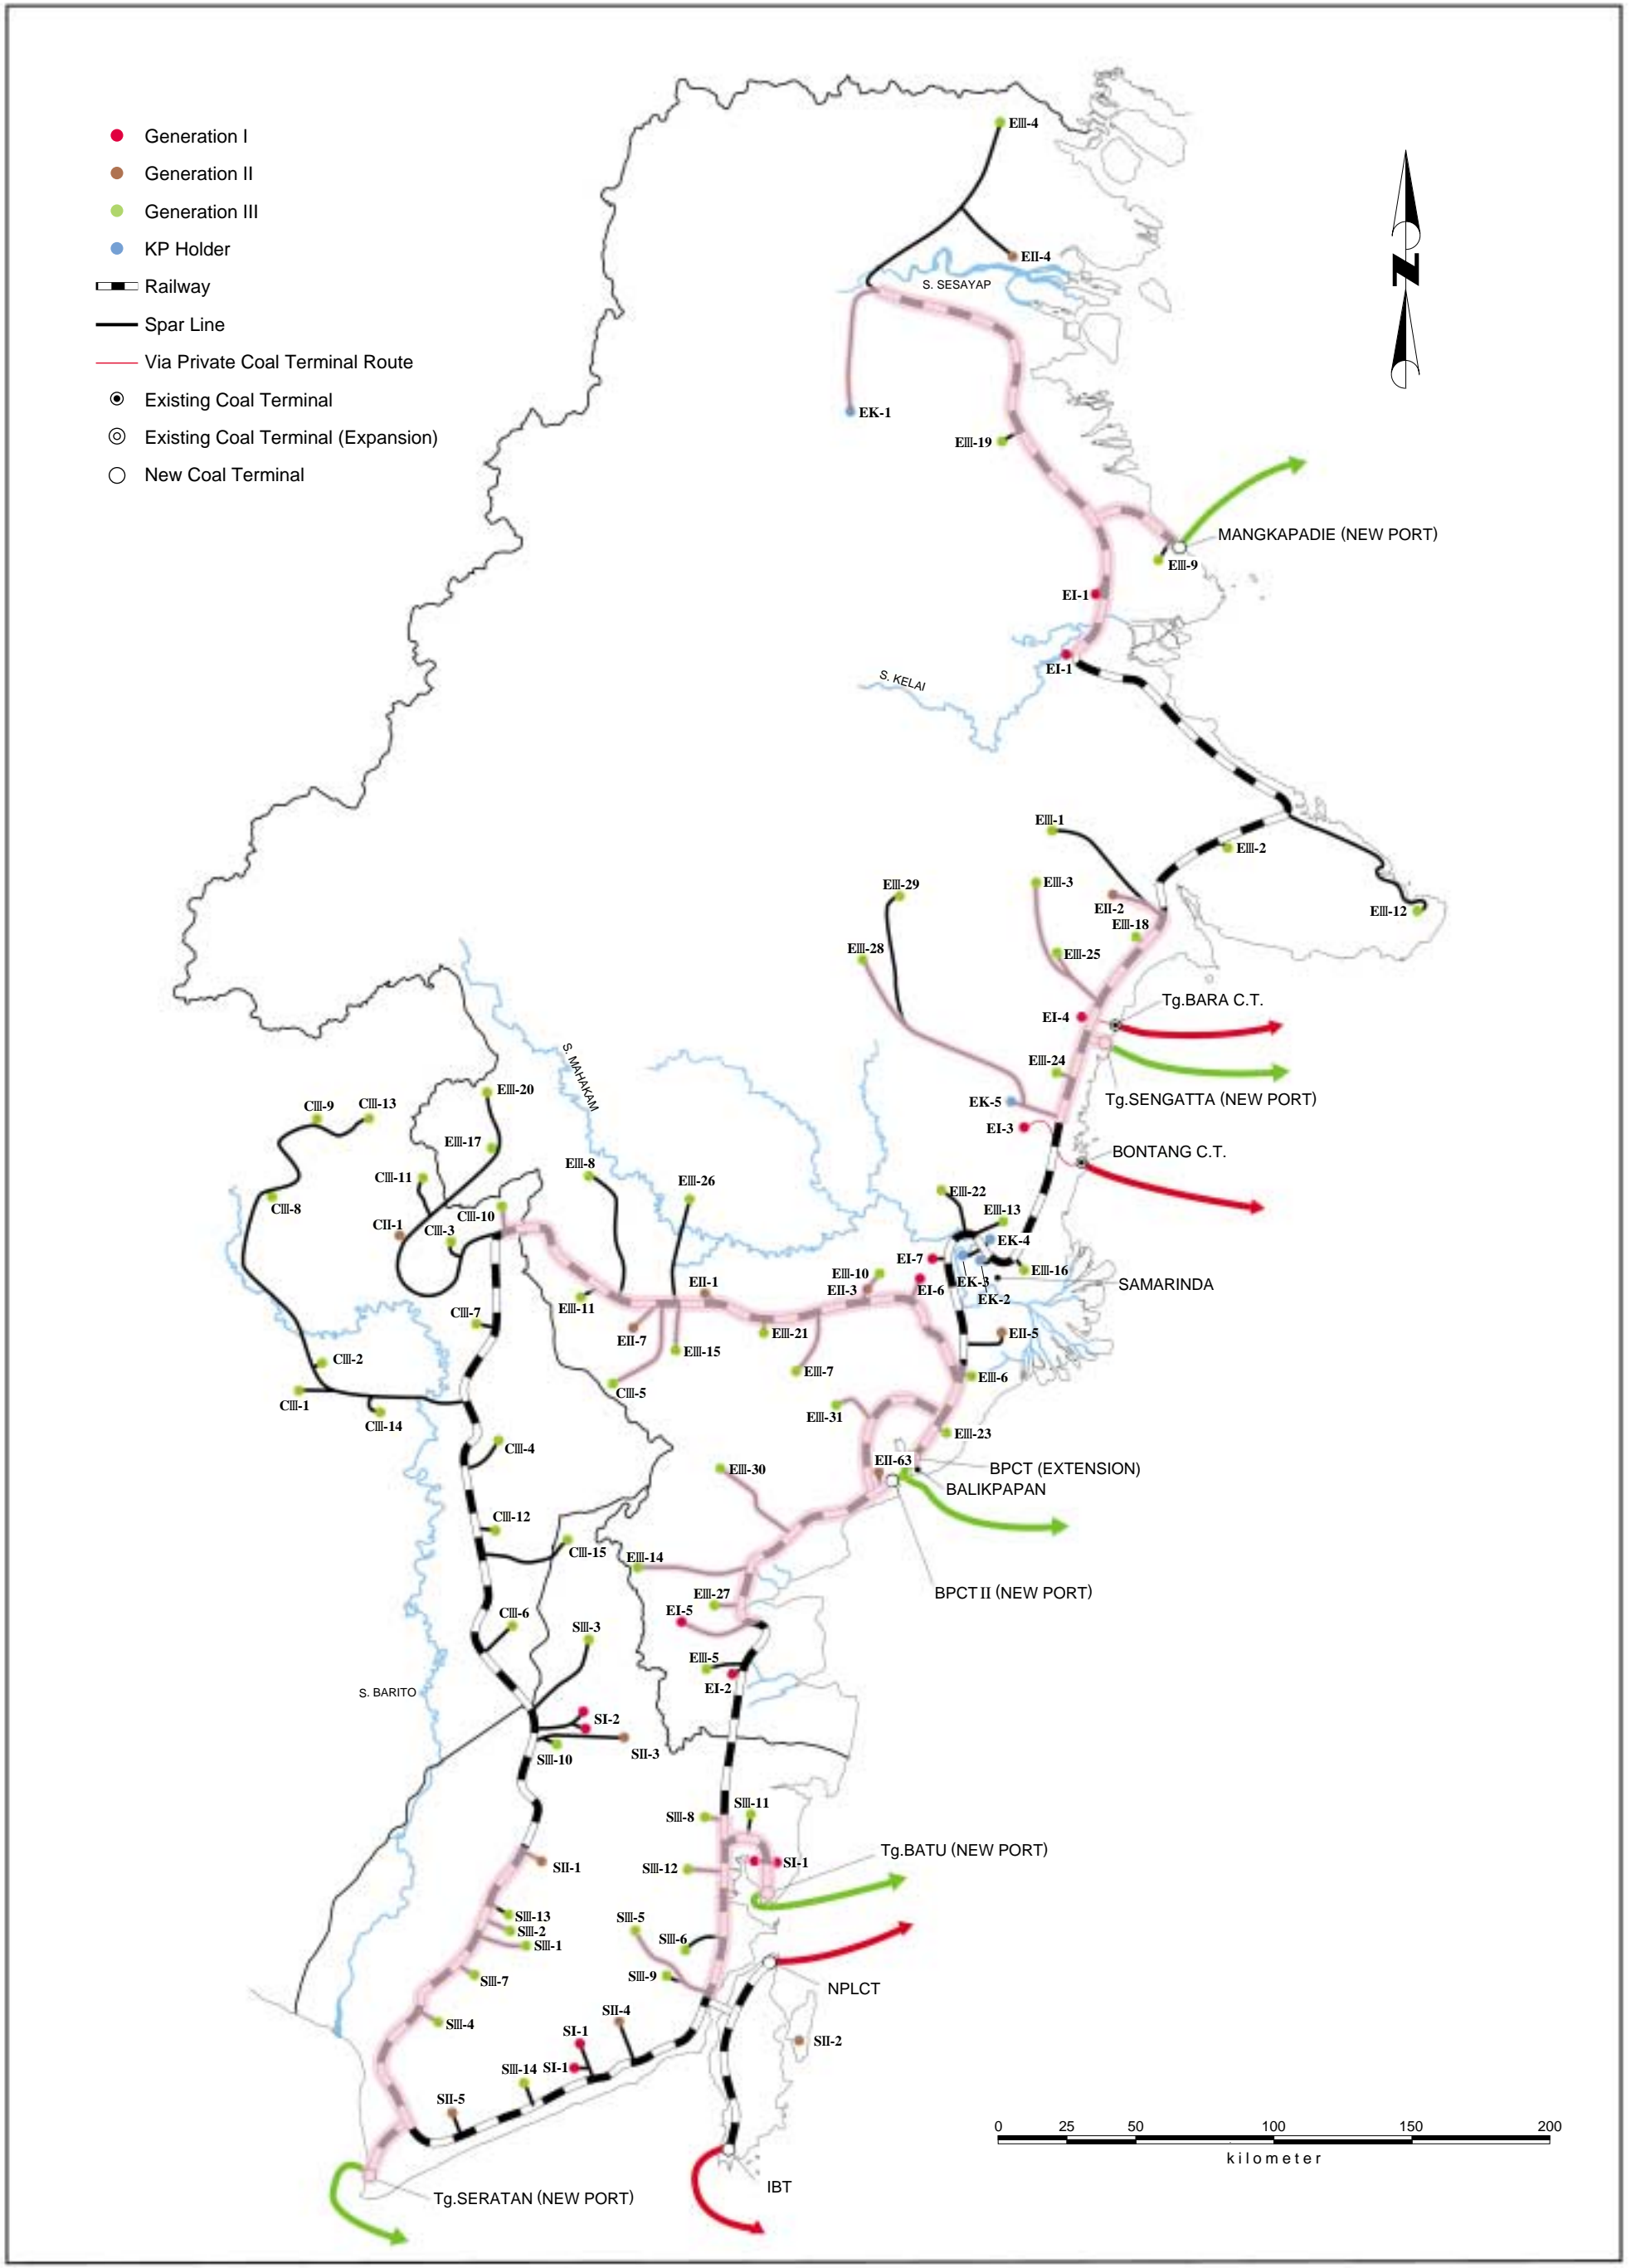 Generation I
Generation II
Generation III
KP Holder
Railway
Spar Line
Via Private Coal Terminal Route
Existing Coal Terminal
Existing Coal Terminal (Expansion)
New Coal Terminal
N
EIII-4
EII-4
S. SESAYAP
EK-1
EIII-19
MANGKAPADIE (NEW PORT)
EIII-9
EI-1
EI-1
S. KELAI
EIII-1
EIII-2
EIII-3
EIII-29
EII-2
EIII-12
EIII-18
EIII-28
EIII-25
Tg.BARA C.T.
EI-4
S. MAHAKAM
EIII-24
EIII-20
Tg.SENGATTA (NEW PORT)
EK-5
CIII-9
CIII-13
EI-3
EIII-17
BONTANG C.T.
EIII-8
CIII-11
EIII-26
EIII-22
CIII-8
EIII-13
CIII-10
CII-1
CIII-3
EK-4
EI-7
EIII-16
EIII-10
EK-3
SAMARINDA
EII-1
EII-3
EI-6
EK-2
EIII-11
CIII-7
EII-7
EIII-21
EII-5
EIII-15
CIII-2
EIII-7
EIII-6
CIII-5
CIII-1
EIII-31
CIII-14
EIII-23
CIII-4
EII-63
BPCT (EXTENSION)
EIII-30
BALIKPAPAN
CIII-12
CIII-15
EIII-14
BPCT II (NEW PORT)
EIII-27
CIII-6
EI-5
SIII-3
EIII-5
EI-2
S. BARITO
SI-2
SII-3
SIII-10
SIII-11
SIII-8
Tg.BATU (NEW PORT)
SII-1
SIII-12
SI-1
SIII-13
SIII-5
SIII-2
SIII-6
SIII-1
SIII-9
SIII-7
NPLCT
SII-4
SIII-4
SI-1
SII-2
SIII-14
SI-1
SII-5
0 25 50 100 150 200
kilometer
IBT
Tg.SERATAN (NEW PORT)